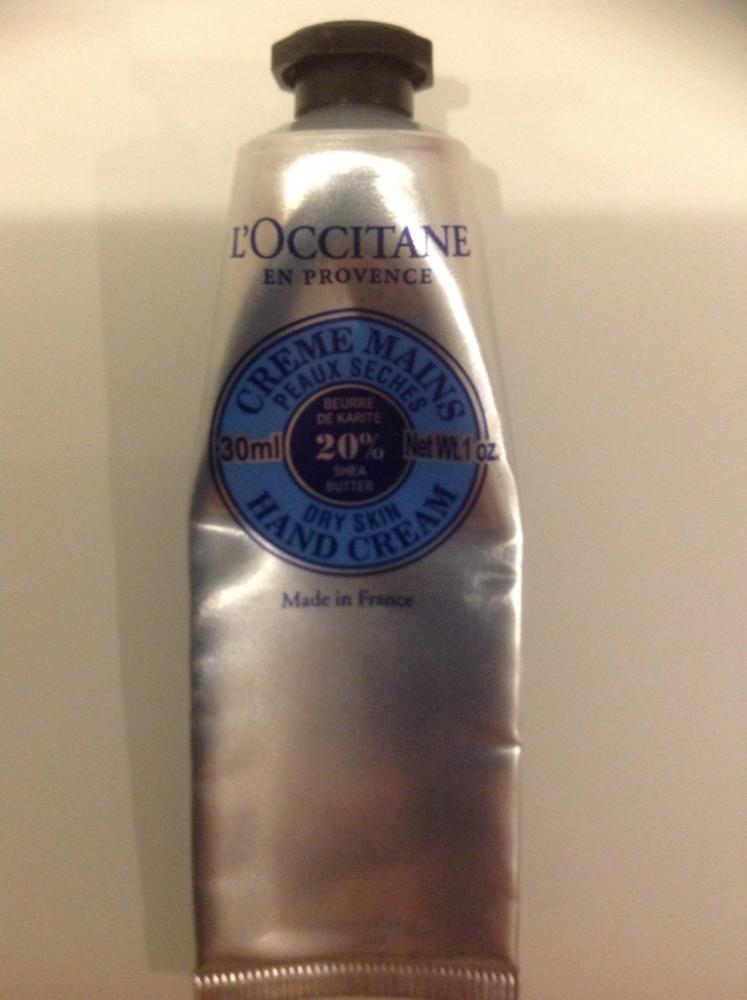 L'OCCITANE
EN PROVENCE
CREME MAINS
PEAUX SECHES
BEURRE
DE KARITE
30ml 20% Net Wt.1 oz.
SHEA
BUTTER
DRY SKIN
HAND CREAM
Made in France